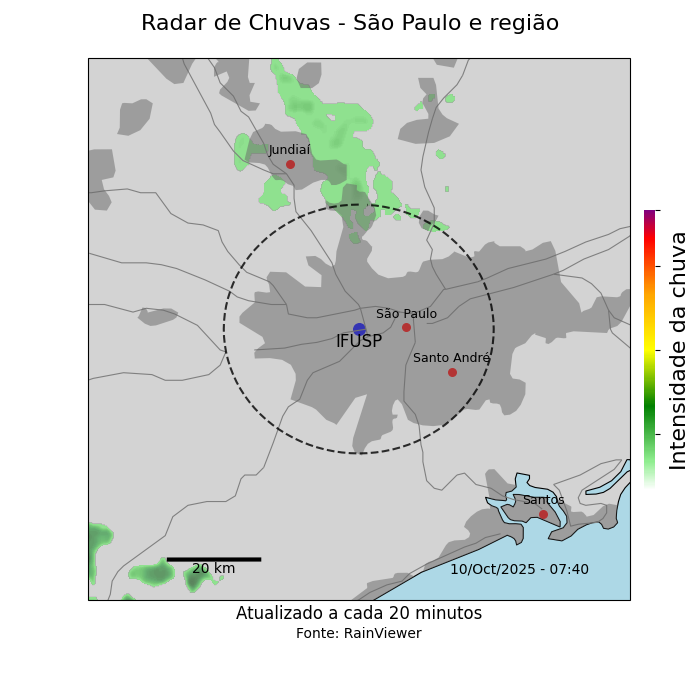 Radar de Chuvas - São Paulo e região
Jundiaí
São Paulo
IFUSP
Santo André
Santos
20 km
10/Oct/2025 - 07:40
Intensidade da chuva
Atualizado a cada 20 minutos
Fonte: RainViewer